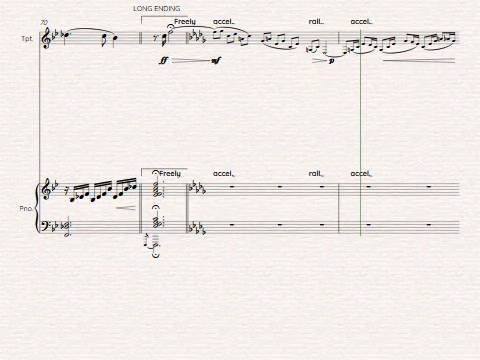 LONG ENDING
70
Freely accel. rall. accel.
Tpt.
ff mf p
Freely accel. rall. accel.
Pno.